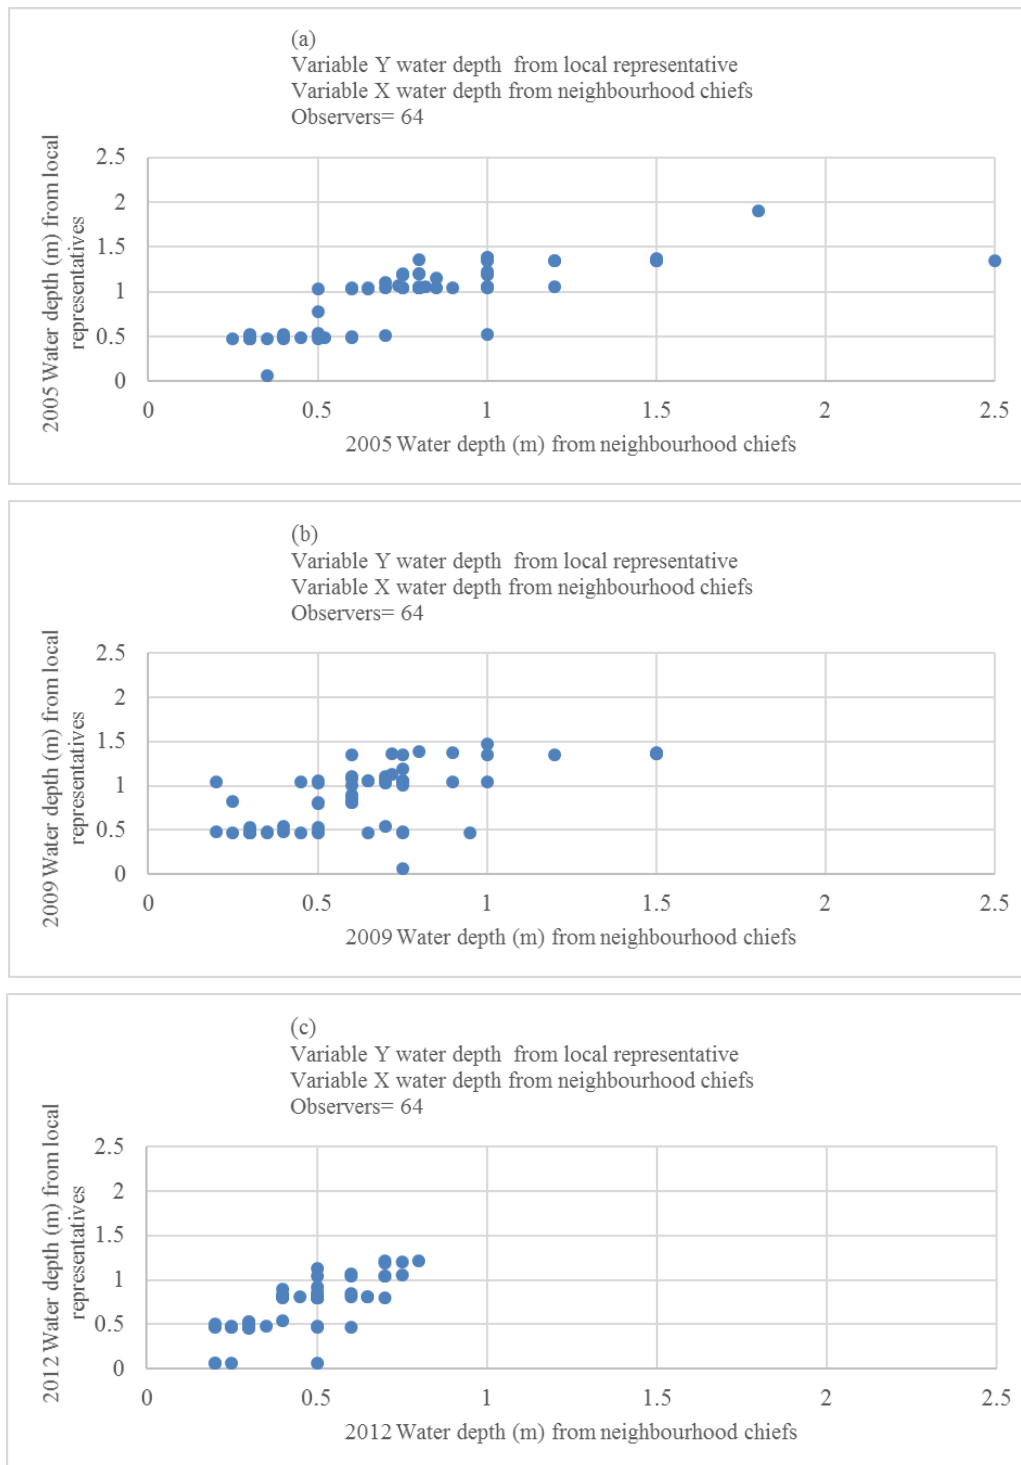 (a)
Variable Y water depth  from local representative
Variable X water depth from neighbourhood chiefs
Observers= 64
2005 Water depth (m) from local
representatives
2.5
2
1.5
1
0.5
0
0 0.5 1 1.5 2 2.5
2005 Water depth (m) from neighbourhood chiefs
(b)
Variable Y water depth  from local representative
Variable X water depth from neighbourhood chiefs
Observers= 64
2009 Water depth (m) from local
representatives
2.5
2
1.5
1
0.5
0
0 0.5 1 1.5 2 2.5
2009 Water depth (m) from neighbourhood chiefs
(c)
Variable Y water depth  from local representative
Variable X water depth from neighbourhood chiefs
Observers= 64
2012 Water depth (m) from local
representatives
2.5
2
1.5
1
0.5
0
0 0.5 1 1.5 2 2.5
2012 Water depth (m) from neighbourhood chiefs